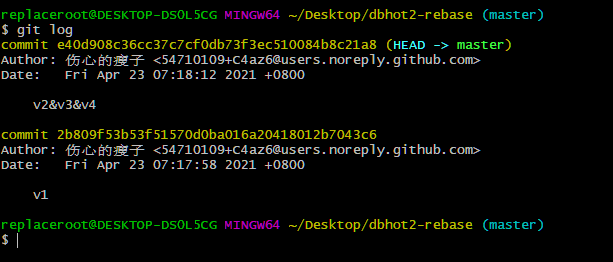 replaceroot@DESKTOP-DSOL5CG MINGW64 ~/Desktop/dbhot2-rebase (master)
$ git log
commit e40d908c36cc37c7cf0db73f3ec510084b8c21a8 (HEAD -> master)
Author: 伤心的瘦子 <54710109+C4az6@users.noreply.github.com>
Date:   Fri Apr 23 07:18:12 2021 +0800
    v2&v3&v4
commit 2b809f53b53f51570d0ba016a20418012b7043c6
Author: 伤心的瘦子 <54710109+C4az6@users.noreply.github.com>
Date:   Fri Apr 23 07:17:58 2021 +0800
    v1
replaceroot@DESKTOP-DSOL5CG MINGW64 ~/Desktop/dbhot2-rebase (master)
$